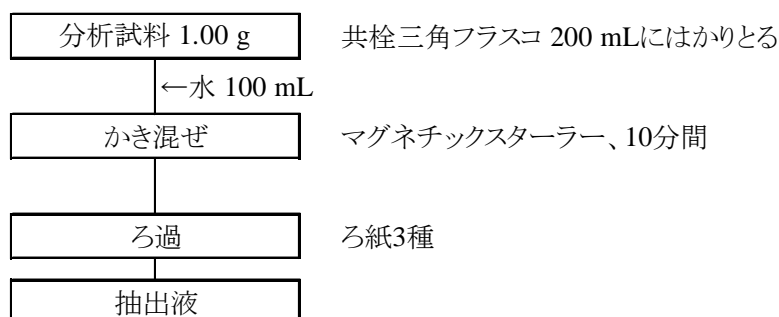 分析試料 1.00 g 共栓三角フラスコ 200 mLにはかりとる
←水 100 mL
かき混ぜ マグネチックスターラー、10分間
ろ過 ろ紙3種
抽出液